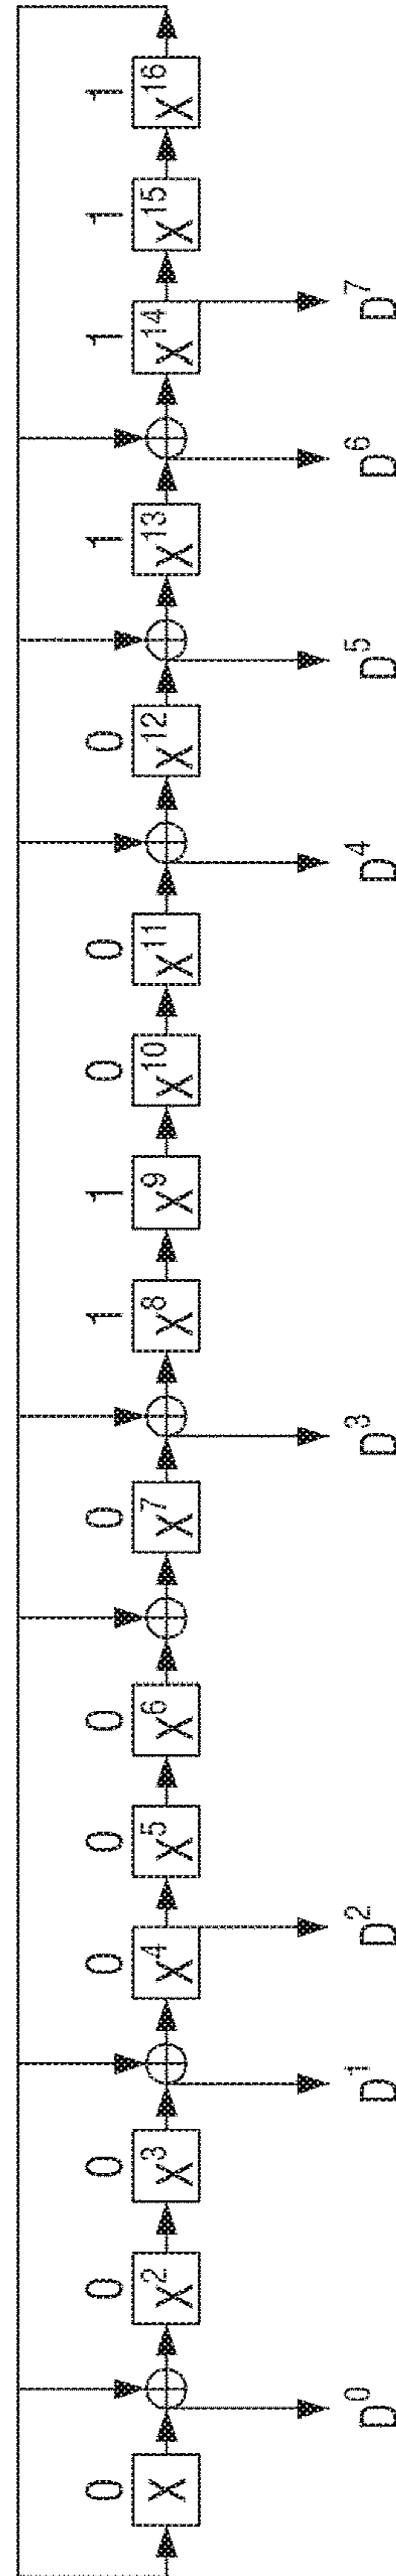 0 0 0 0 0 0 0 1 1 0 0 0 1 1 1 1
X X² X³ X⁴ X⁵ X⁶ X⁷ X⁸ X⁹ X¹⁰ X¹¹ X¹² X¹³ X¹⁴ X¹⁵ X¹⁶
D⁰ D¹ D² D³ D⁴ D⁵ D⁶ D⁷